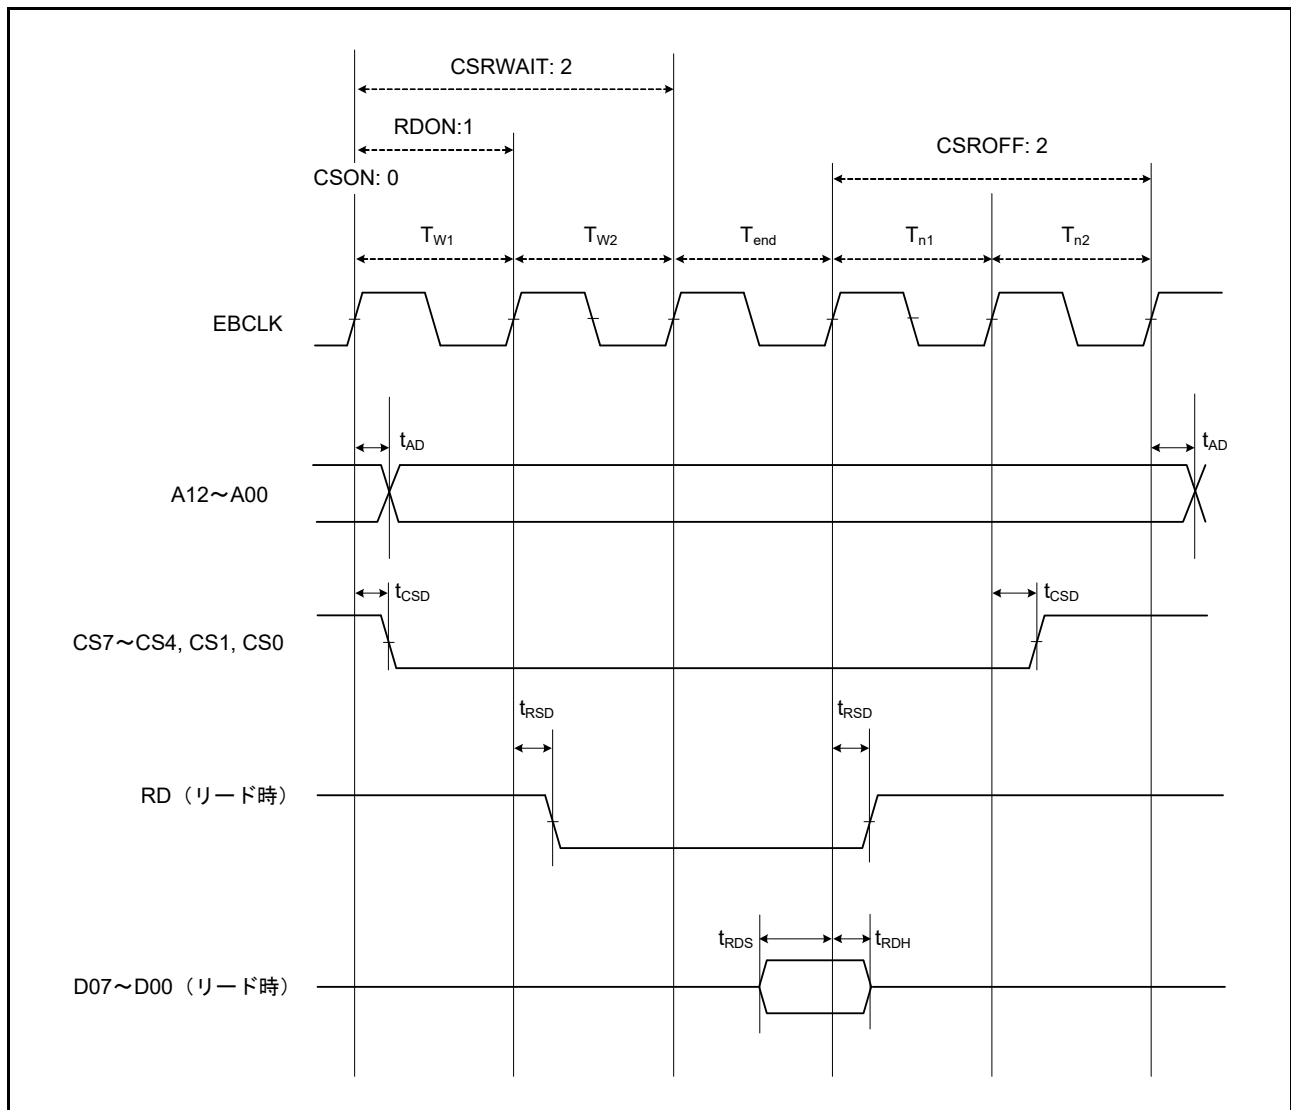 CSRWAIT: 2
RDON:1
CSROFF: 2
CSON: 0
TW1 TW2 Tend Tn1 Tn2
EBCLK
tAD tAD
A12～A00
tCSD tCSD
CS7～CS4, CS1, CS0
tRSD tRSD
RD（リード時）
tRDS tRDH
D07～D00（リード時）